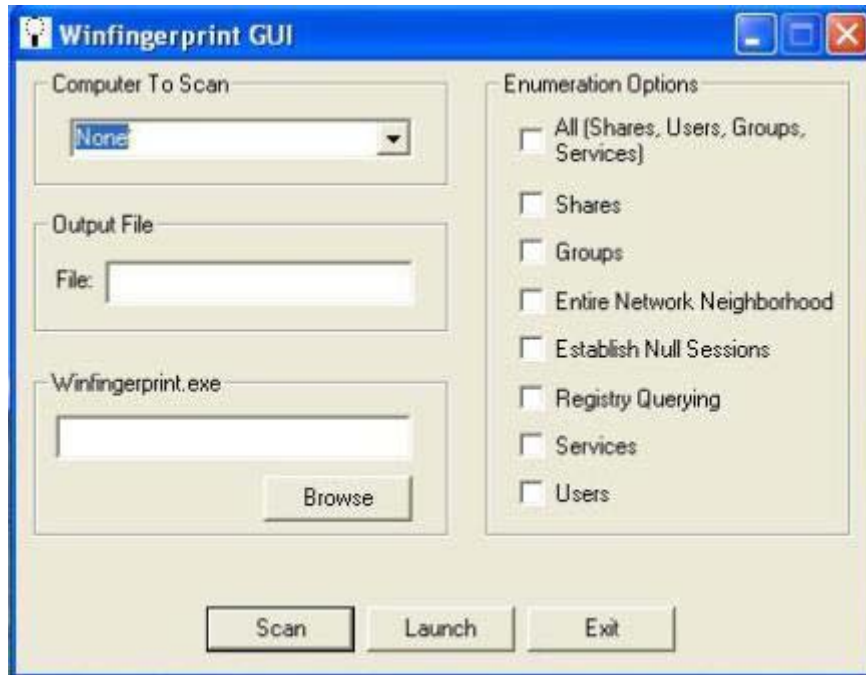 Winfingerprint GUI
Computer To Scan
None
Output File
File:
Winfingerprint.exe
Browse
Enumeration Options
All (Shares, Users, Groups,
Services)
Shares
Groups
Entire Network Neighborhood
Establish Null Sessions
Registry Querying
Services
Users
Scan
Launch
Exit